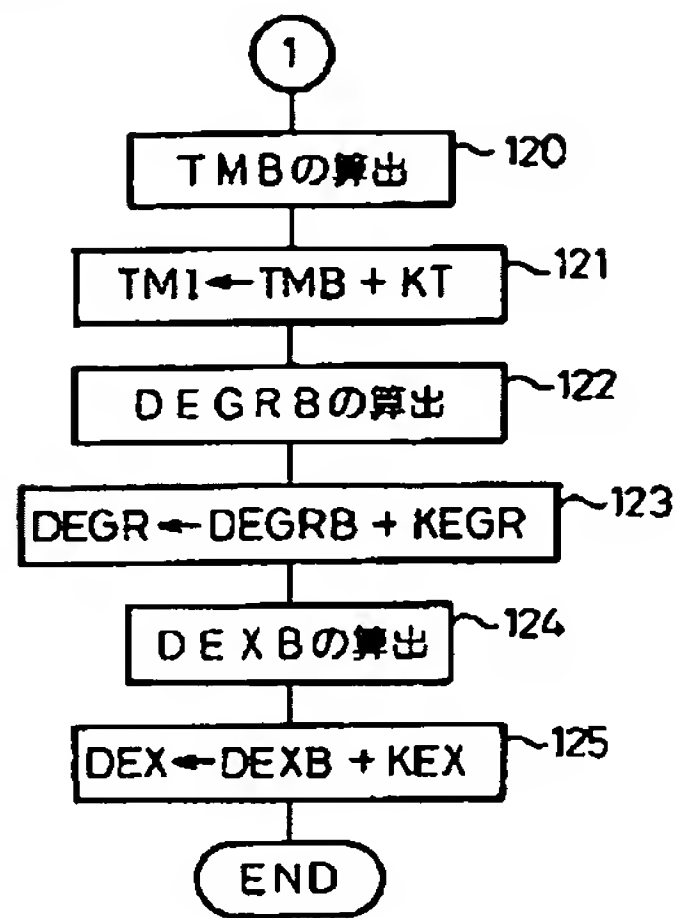 1
TMBの算出
120
TMI←TMB + KT
121
DEGRBの算出
122
DEGR←DEGRB + KEGR
123
DEXBの算出
124
DEX←DEXB + KEX
125
END